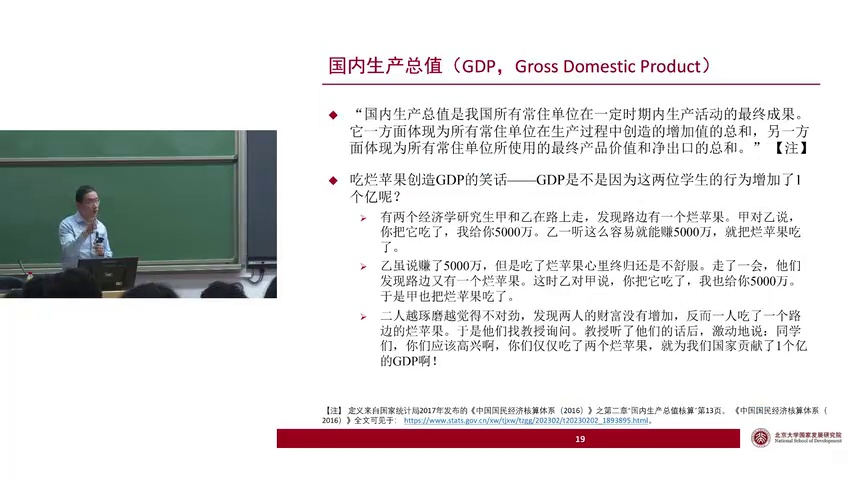 国内生产总值（GDP，Gross Domestic Product）
“国内生产总值是我国所有常住单位在一定时期内生产活动的最终成果。
它一方面体现为所有常住单位在生产过程中创造的增加值的总和，另一方
面体现为所有常住单位所使用的最终产品价值和净出口的总和。”【注】
吃烂苹果创造GDP的笑话——GDP是不是因为这两位学生的行为增加了1
个亿呢？
有两个经济学研究生甲和乙在路上走，发现路边有一个烂苹果。甲对乙说，
你把它吃了，我给你5000万。乙一听这么容易就能赚5000万，就把烂苹果吃
了。
乙虽说赚了5000万，但是吃了烂苹果心里终归还是不舒服。走了一会，他们
发现路边又有一个烂苹果。这时乙对甲说，你把它吃了，我也给你5000万。
于是甲也把烂苹果吃了。
二人越琢磨越觉得不对劲，发现两人的财富没有增加，反而一人吃了一个路
边的烂苹果。于是他们找教授询问。教授听了他们的话后，激动地说：同学
们，你们应该高兴啊，你们仅仅吃了两个烂苹果，就为我们国家贡献了1个亿
的GDP啊！
【注】 定义来自国家统计局2017年发布的《中国国民经济核算体系（2016）》之第二章“国内生产总值核算”第13页。 《中国国民经济核算体系（
2016）》全文可见于： https://www.stats.gov.cn/xw/tjxw/tzgg/202302/t20230202_1893895.html。
19
北京大学国家发展研究院
National School of Development